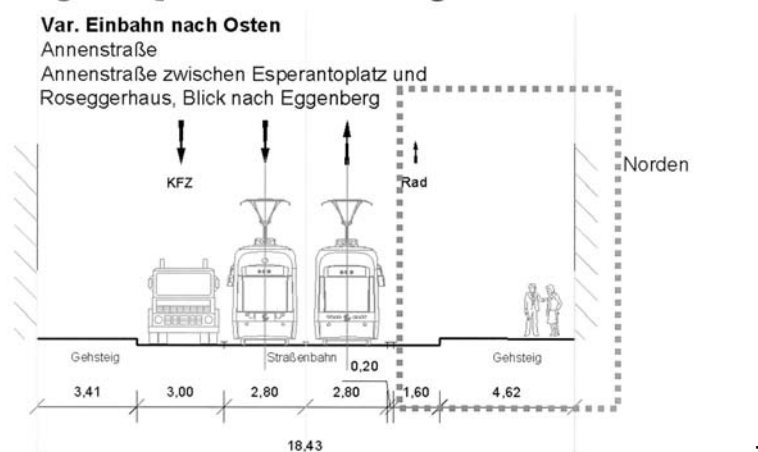 Var. Einbahn nach Osten
Annenstraße
Annenstraße zwischen Esperantoplatz und
Roseggerhaus, Blick nach Eggenberg
Norden
KFZ
Rad
Gehsteig
Straßenbahn
Gehsteig
0,20
3,41
3,00
2,80
2,80
1,60
4,62
18,43